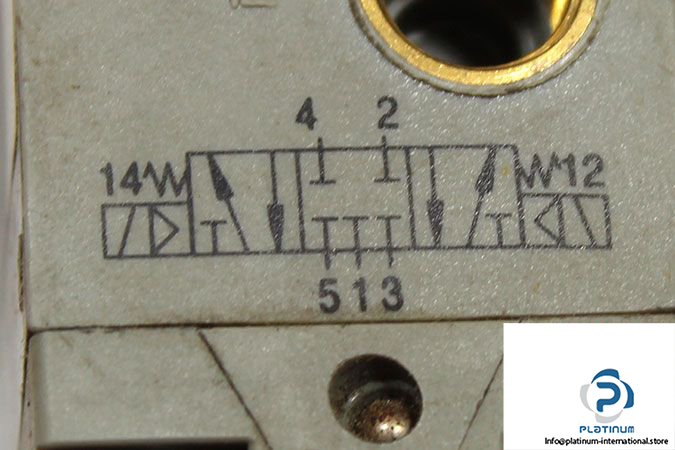 4 2
14 12
5 1 3
PLATINUM
Info@platinum-international.store